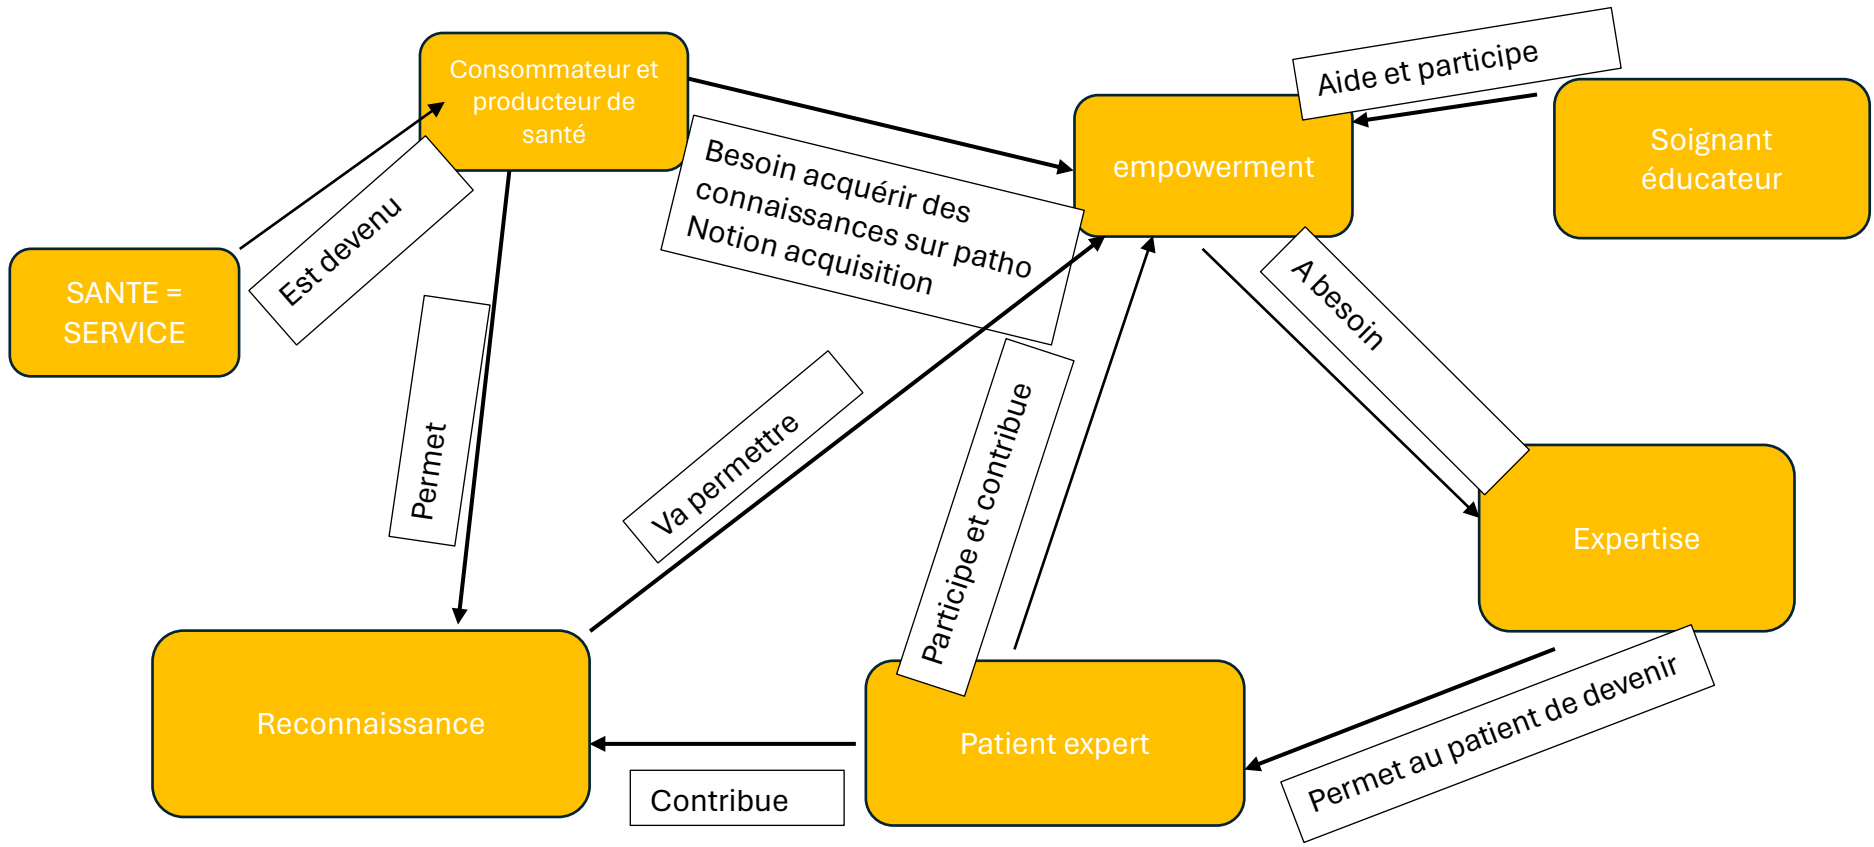 Aide et participe
Consommateur et
producteur de
santé
Soignant
éducateur
empowerment
Besoin acquérir des
connaissances sur patho
Notion acquisition
Est devenu
SANTE =
SERVICE
A besoin
Permet
Va permettre
Participe et contribue
Expertise
Reconnaissance
Patient expert
Permet au patient de devenir
Contribue